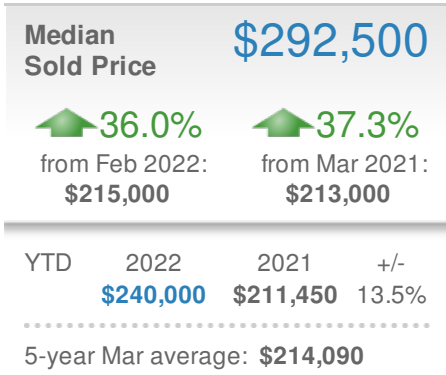 Median $292,500
Sold Price
36.0% 37.3%
from Feb 2022: from Mar 2021:
$215,000 $213,000
YTD 2022 2021 +/-
$240,000 $211,450 13.5%
5-year Mar average: $214,090